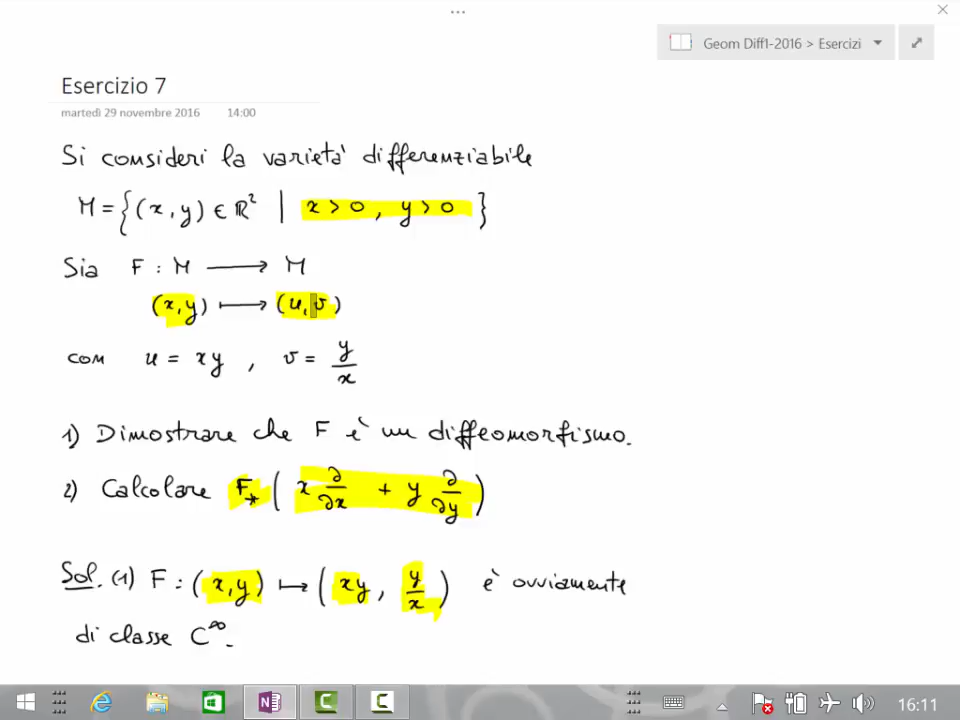 ...
Geom Diff1-2016 > Esercizi
Esercizio 7
martedì 29 novembre 2016 14:00
Si consideri la varietà differenziabile
M = {(x, y) ∈ ℝ² | x > 0, y > 0}
Sia F : M ⟶ M
(x, y) ⟼ (u, v)
con u = xy, v = y/x
1) Dimostrare che F è un diffeomorfismo.
2) Calcolare F_* (x ∂/∂x + y ∂/∂y)
Sol. (1) F : (x, y) ↦ (xy, y/x) è ovviamente
di classe C^∞.
16:11